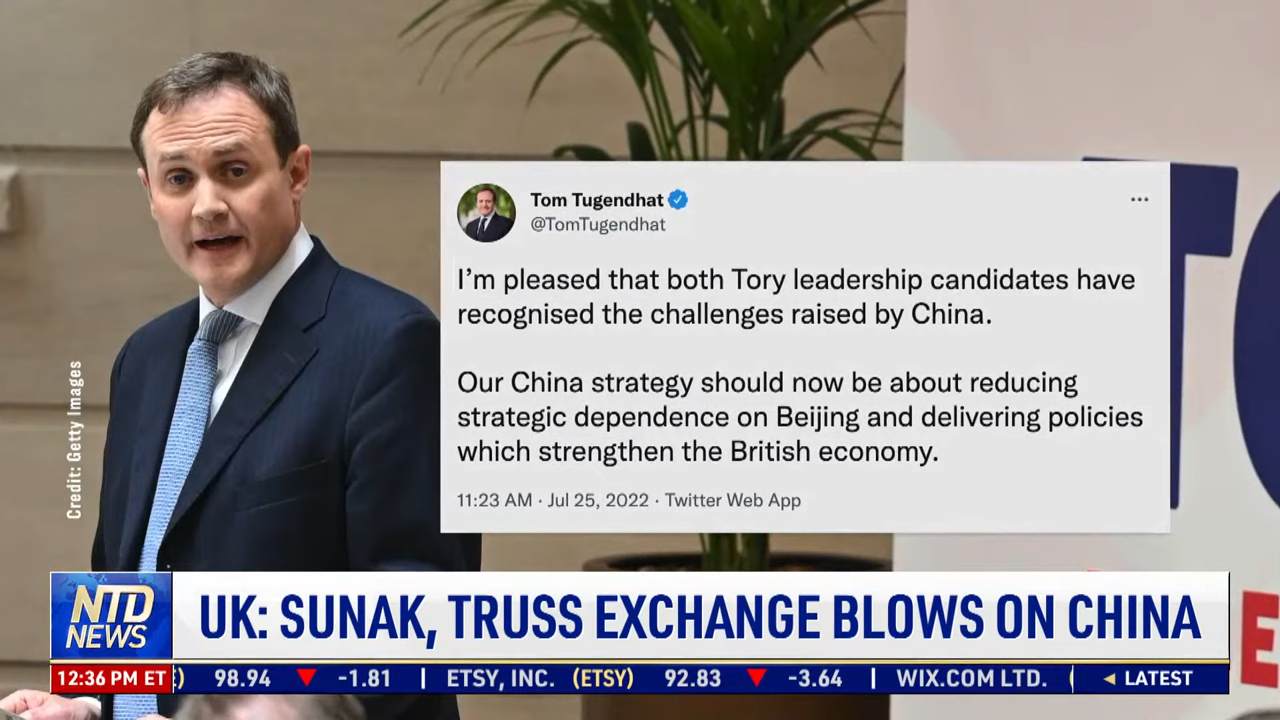 Tom Tugendhat
@TomTugendhat
I'm pleased that both Tory leadership candidates have
recognised the challenges raised by China.
Our China strategy should now be about reducing
strategic dependence on Beijing and delivering policies
which strengthen the British economy.
11:23 AM · Jul 25, 2022 · Twitter Web App
Credit: Getty Images
NTD
NEWS
UK: SUNAK, TRUSS EXCHANGE BLOWS ON CHINA
12:36 PM ET
98.94 ▼ -1.81 | ETSY, INC. (ETSY) 92.83 ▼ -3.64 | WIX.COM LTD.
◄ LATEST